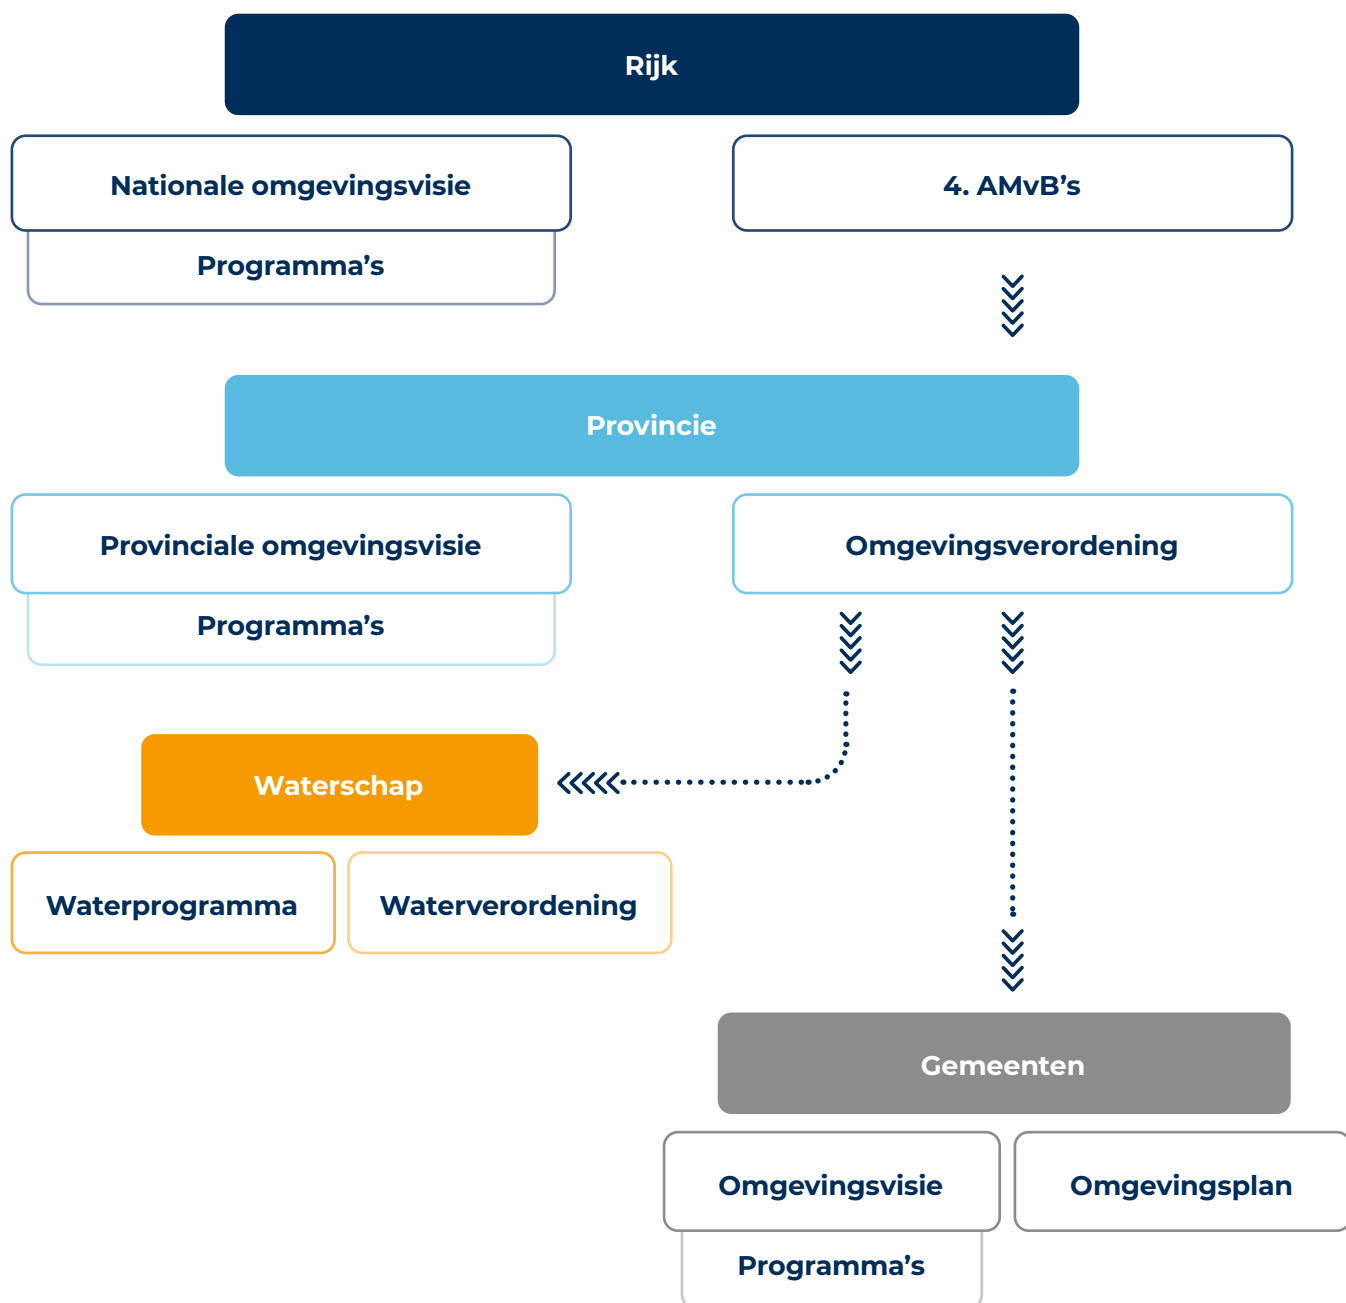 Rijk
Nationale omgevingsvisie
4. AMvB’s
Programma’s
Provincie
Provinciale omgevingsvisie
Omgevingsverordening
Programma’s
Waterschap
Waterprogramma
Waterverordening
Gemeenten
Omgevingsvisie
Omgevingsplan
Programma’s